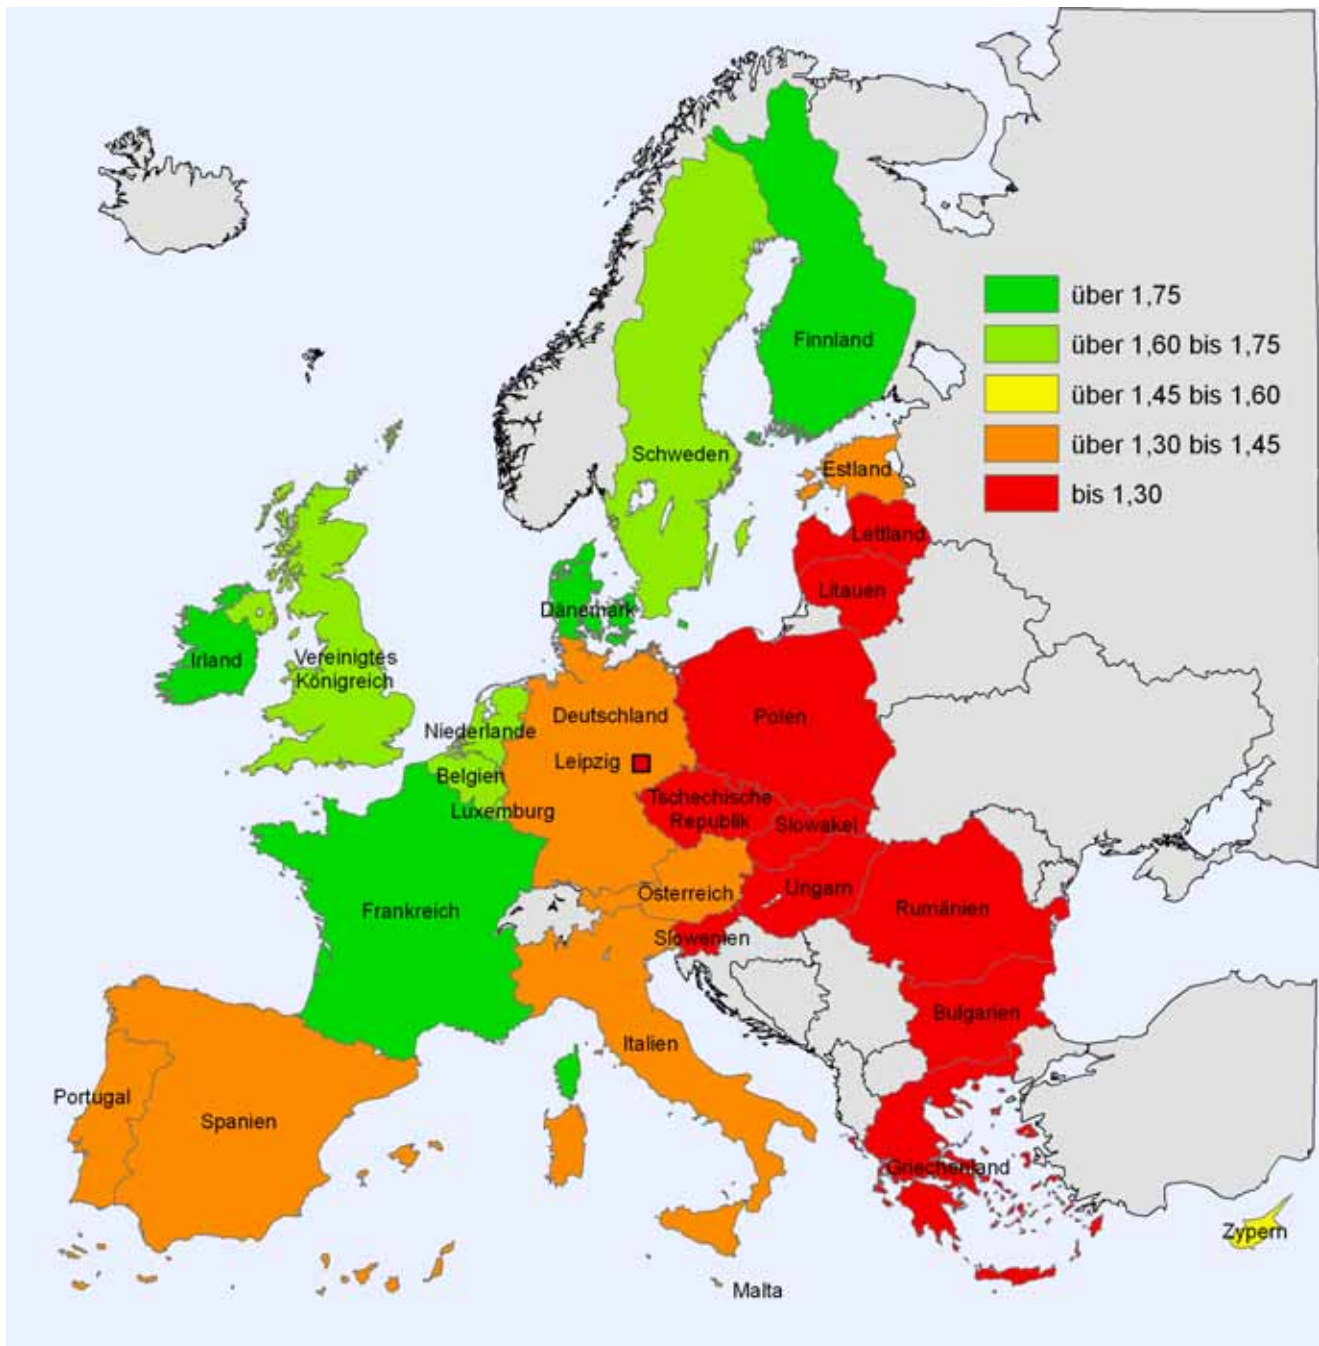 über 1,75
über 1,60 bis 1,75
über 1,45 bis 1,60
über 1,30 bis 1,45
bis 1,30
Finnland
Schweden
Estland
Lettland
Litauen
Dänemark
Irland
Vereinigtes
Königreich
Niederlande
Deutschland
Polen
Leipzig
Belgien
Luxemburg
Tschechische
Republik
Slowakei
Österreich
Ungarn
Frankreich
Rumänien
Slowenien
Bulgarien
Italien
Portugal
Spanien
Griechenland
Zypern
Malta